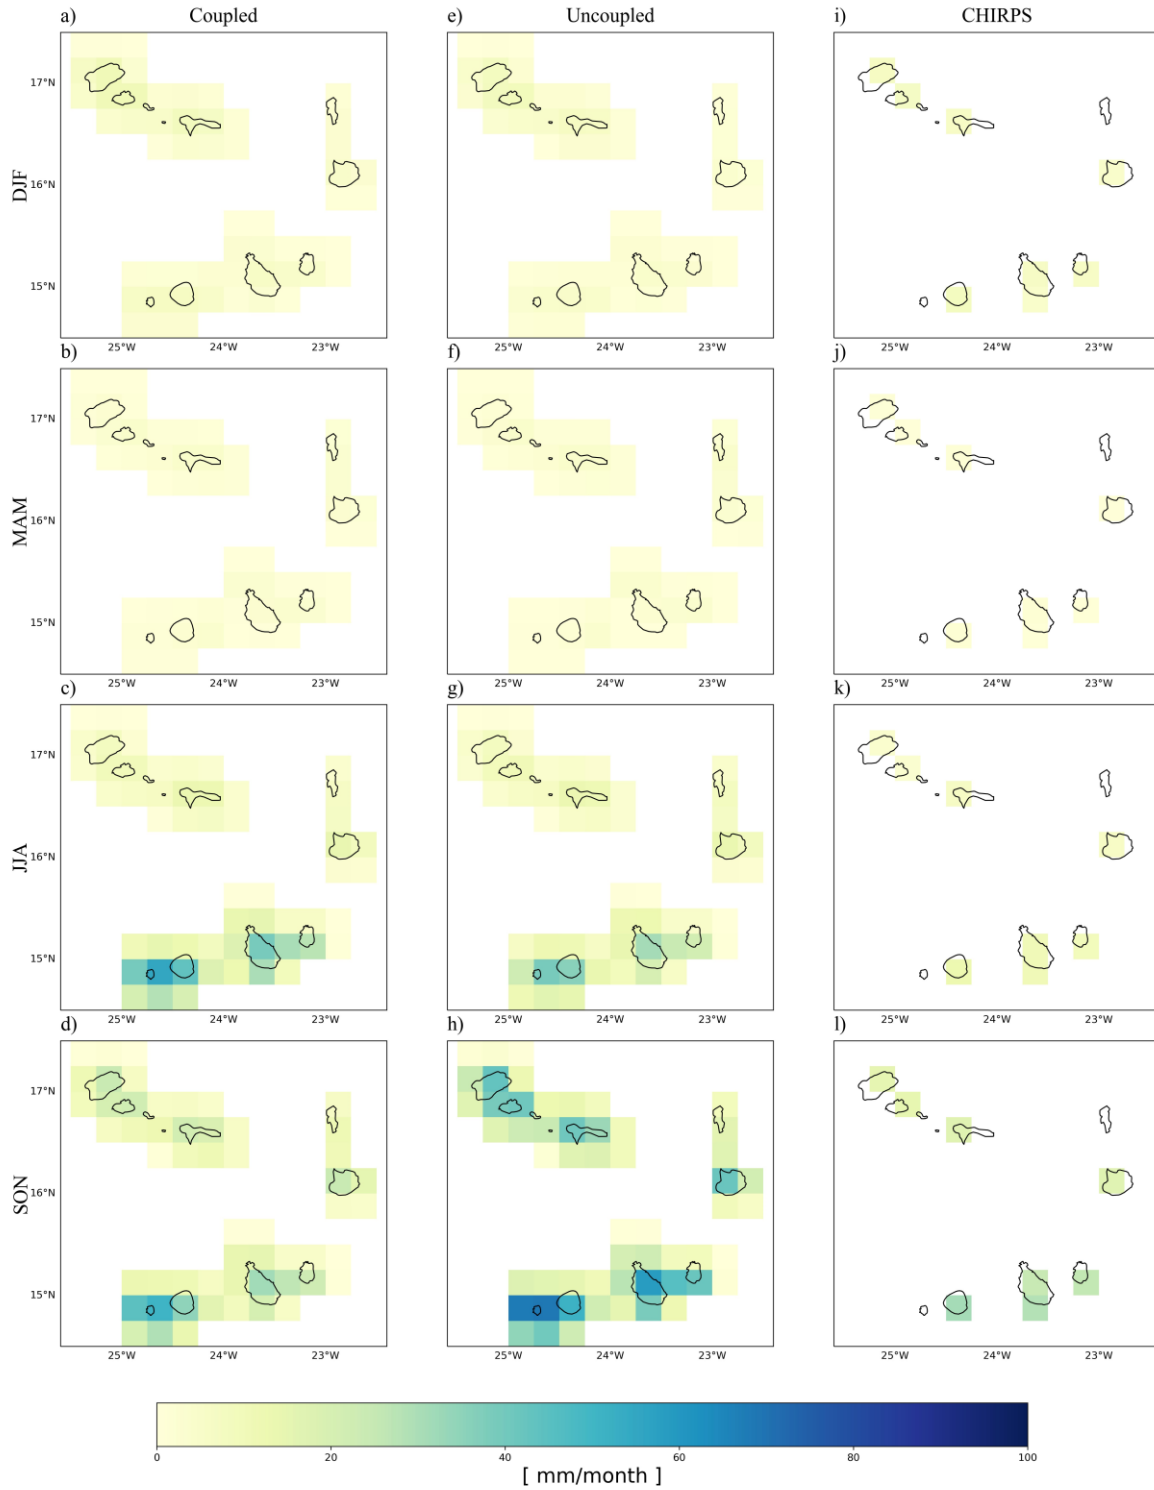 a) Coupled e) Uncoupled i) CHIRPS
17°N
16°N
15°N
DJF
25°W 24°W 23°W 25°W 24°W 23°W 25°W 24°W 23°W
b) f) j)
17°N
16°N
15°N
MAM
25°W 24°W 23°W 25°W 24°W 23°W 25°W 24°W 23°W
c) g) k)
17°N
16°N
15°N
JJA
25°W 24°W 23°W 25°W 24°W 23°W 25°W 24°W 23°W
d) h) l)
17°N
16°N
15°N
SON
25°W 24°W 23°W 25°W 24°W 23°W 25°W 24°W 23°W
0 20 40 60 80 100
[ mm/month ]